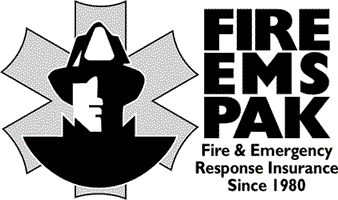 FIRE
EMS
PAK
Fire & Emergency
Response Insurance
Since 1980